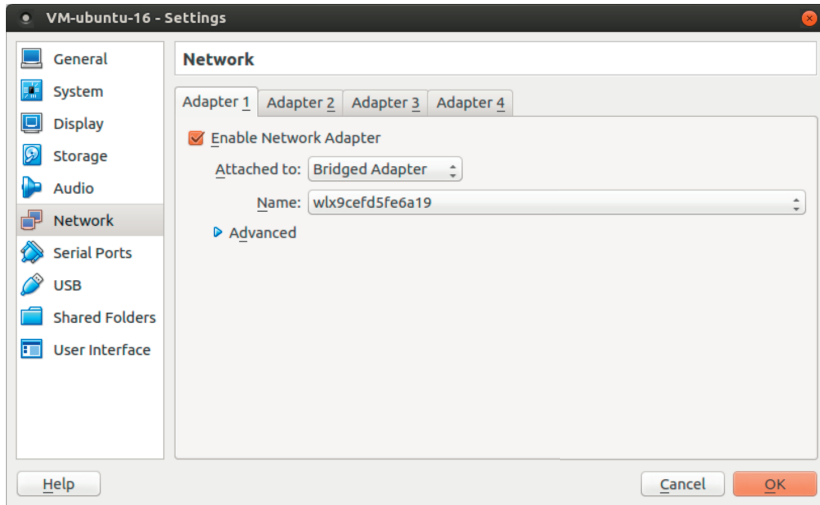 VM-ubuntu-16 - Settings
General
System
Display
Storage
Audio
Network
Serial Ports
USB
Shared Folders
User Interface
Network
Adapter 1 Adapter 2 Adapter 3 Adapter 4
Enable Network Adapter
Attached to: Bridged Adapter
Name: wlx9cefd5fe6a19
Advanced
Help Cancel OK